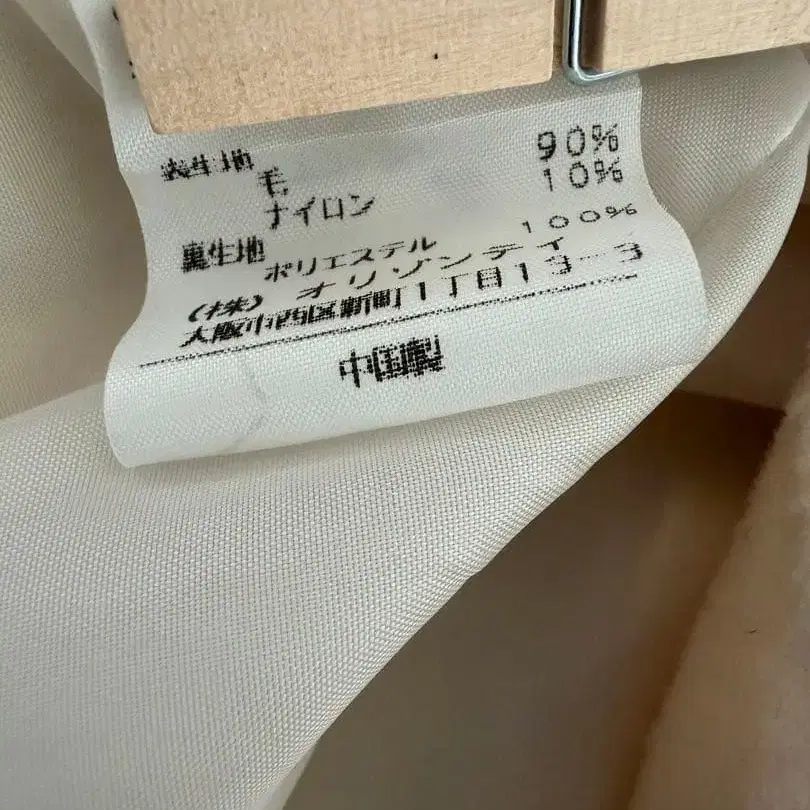 表生地
毛 90%
ナイロン 10%
裏生地
ポリエステル 100%
(株) オリゾンティ
大阪市西区新町1丁目13-3
中国製